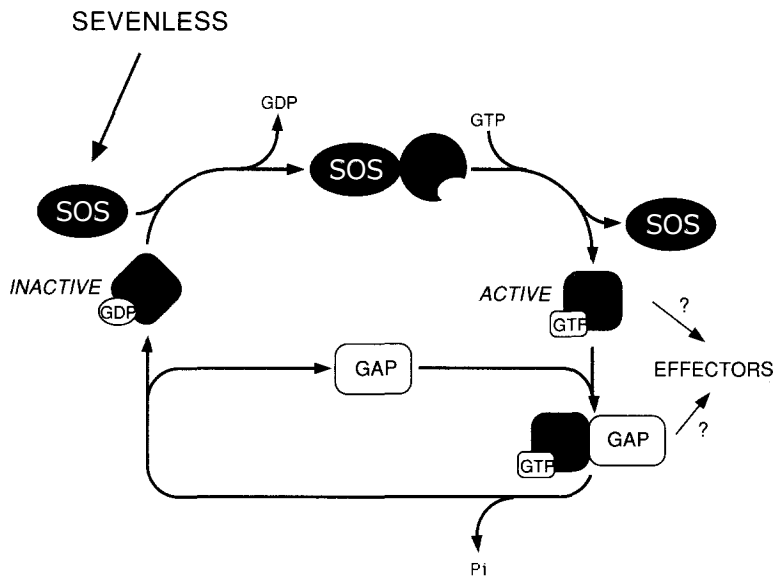 SEVENLESS
GDP
GTP
SOS
SOS
SOS
INACTIVE
GDP
ACTIVE
GTP
?
GAP
EFFECTORS
GAP
GTP
?
Pi